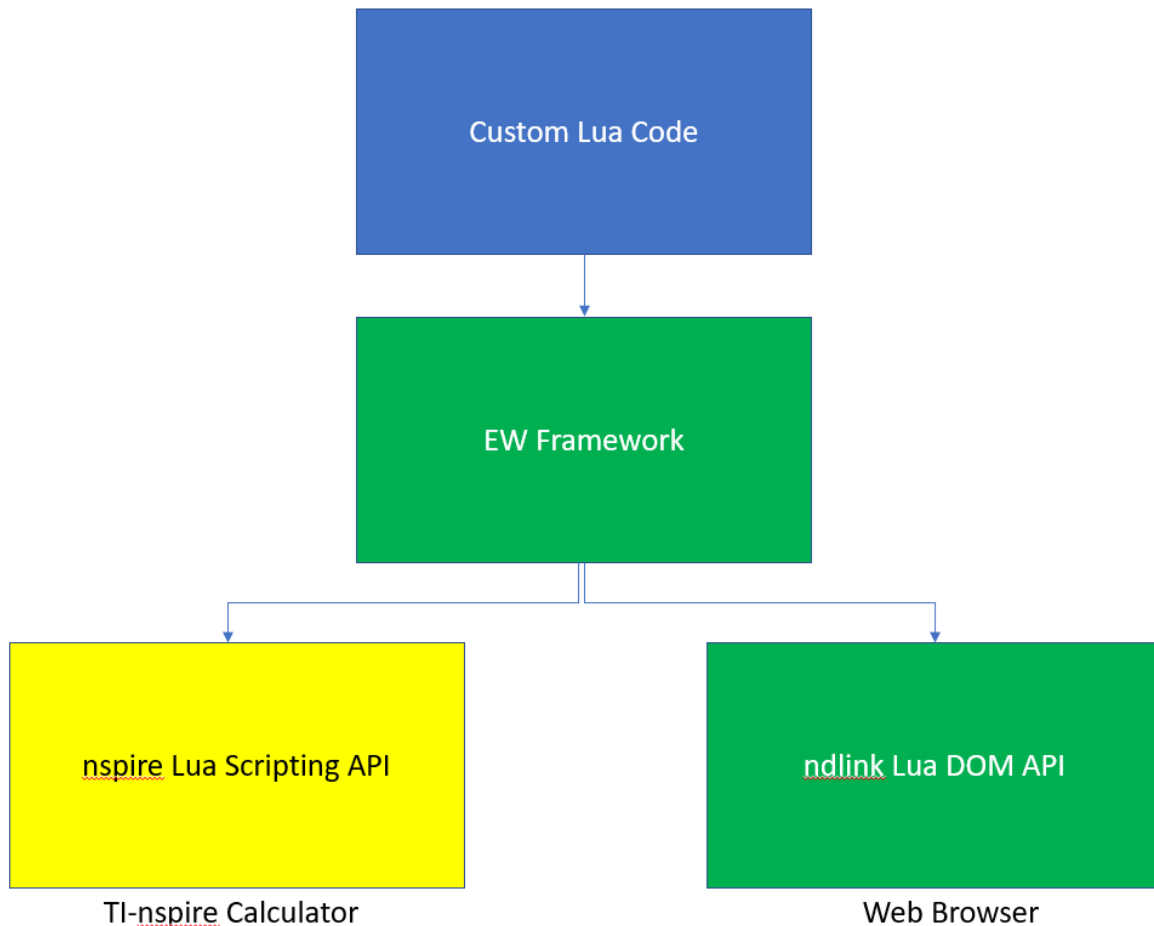 Custom Lua Code
EW Framework
nspire Lua Scripting API
ndlink Lua DOM API
TI-nspire Calculator
Web Browser